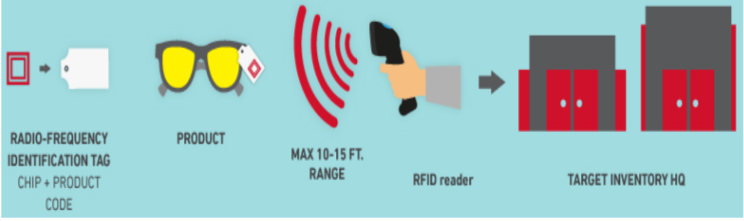 RADIO-FREQUENCY
IDENTIFICATION TAG
CHIP + PRODUCT
CODE
PRODUCT
MAX 10-15 FT.
RANGE
RFID reader
TARGET INVENTORY HQ